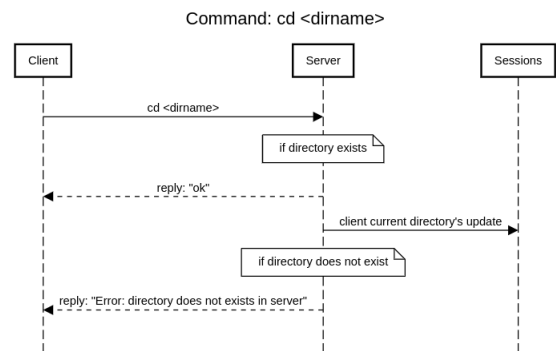 Command: cd <dirname>
Client
Server
Sessions
cd <dirname>
if directory exists
reply: "ok"
client current directory's update
if directory does not exist
reply: "Error: directory does not exists in server"